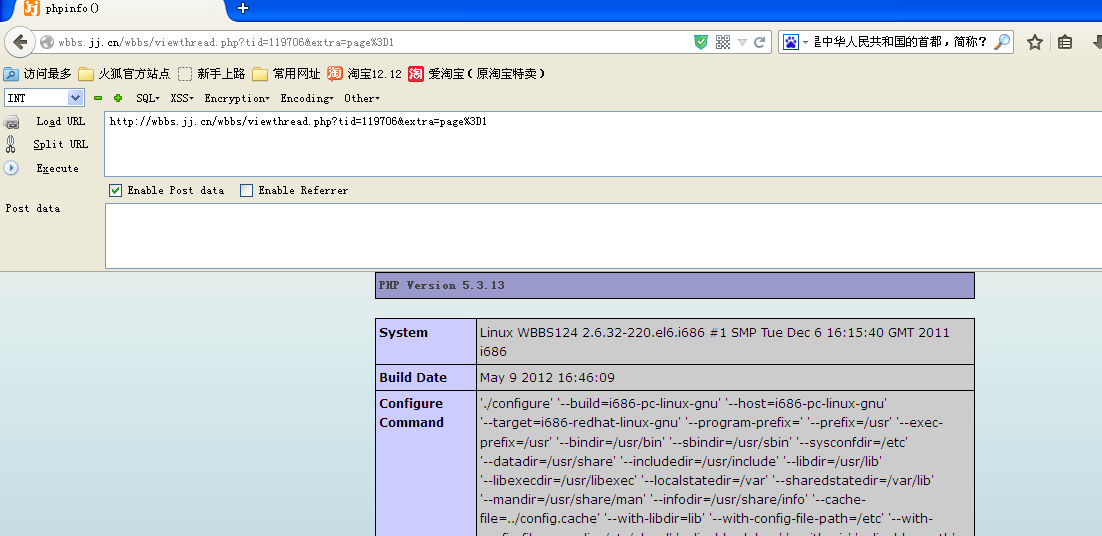 phpinfo()
wbbs.jj.cn/wbbs/viewthread.php?tid=119706&extra=page%3D1
中华人民共和国的首都，简称？
访问最多 火狐官方站点 新手上路 常用网址 淘宝12.12 爱淘宝（原淘宝特卖）
INT SQL XSS Encryption Encoding Other
Load URL http://wbbs.jj.cn/wbbs/viewthread.php?tid=119706&extra=page%3D1
Split URL
Execute
Enable Post data Enable Referrer
Post data
PHP Version 5.3.13
System Linux WBBS124 2.6.32-220.el6.i686 #1 SMP Tue Dec 6 16:15:40 GMT 2011
i686
Build Date May 9 2012 16:46:09
Configure './configure' '--build=i686-pc-linux-gnu' '--host=i686-pc-linux-gnu'
Command '--target=i686-redhat-linux-gnu' '--program-prefix=' '--prefix=/usr' '--exec-
prefix=/usr' '--bindir=/usr/bin' '--sbindir=/usr/sbin' '--sysconfdir=/etc'
'--datadir=/usr/share' '--includedir=/usr/include' '--libdir=/usr/lib'
'--libexecdir=/usr/libexec' '--localstatedir=/var' '--sharedstatedir=/var/lib'
'--mandir=/usr/share/man' '--infodir=/usr/share/info' '--cache-
file=../config.cache' '--with-libdir=lib' '--with-config-file-path=/etc' '--with-